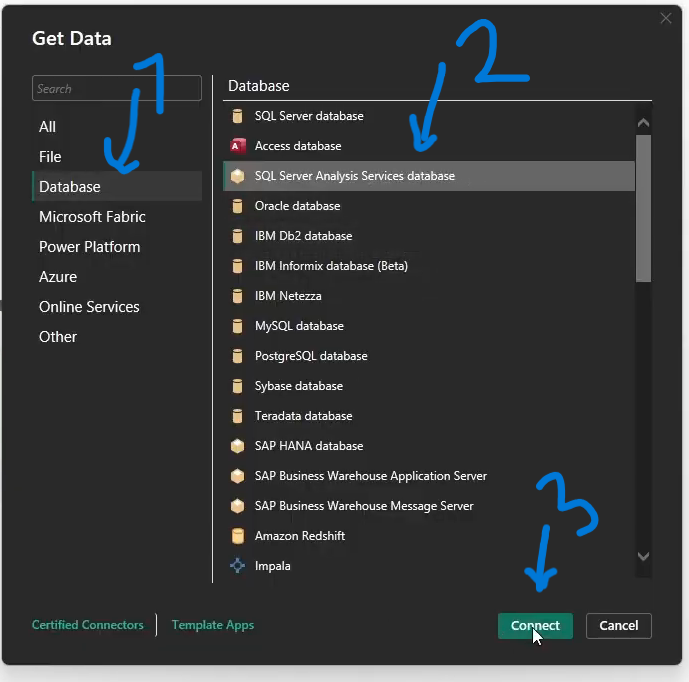 Get Data
1
2
Search
Database
All
File
Database
Microsoft Fabric
Power Platform
Azure
Online Services
Other
SQL Server database
A Access database
SQL Server Analysis Services database
Oracle database
IBM Db2 database
IBM Informix database (Beta)
IBM Netezza
MySQL database
PostgreSQL database
Sybase database
Teradata database
SAP HANA database
SAP Business Warehouse Application Server
SAP Business Warehouse Message Server
Amazon Redshift
Impala
3
Certified Connectors
Template Apps
Connect
Cancel